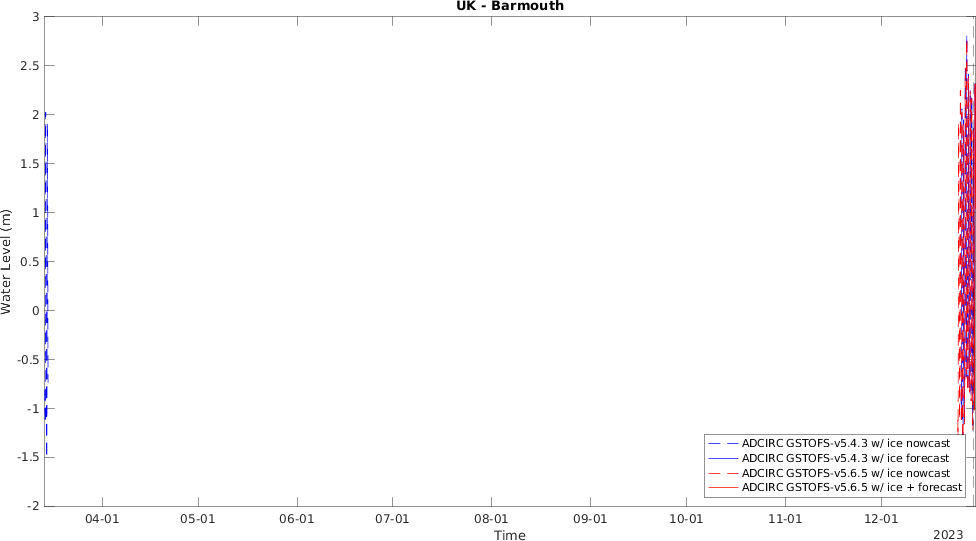 UK - Barmouth
3
2.5
2
1.5
1
0.5
0
-0.5
-1
-1.5
-2
Water Level (m)
ADCIRC GSTOFS-v5.4.3 w/ ice nowcast
ADCIRC GSTOFS-v5.4.3 w/ ice forecast
ADCIRC GSTOFS-v5.6.5 w/ ice nowcast
ADCIRC GSTOFS-v5.6.5 w/ ice + forecast
04-01 05-01 06-01 07-01 08-01 09-01 10-01 11-01 12-01
Time
2023